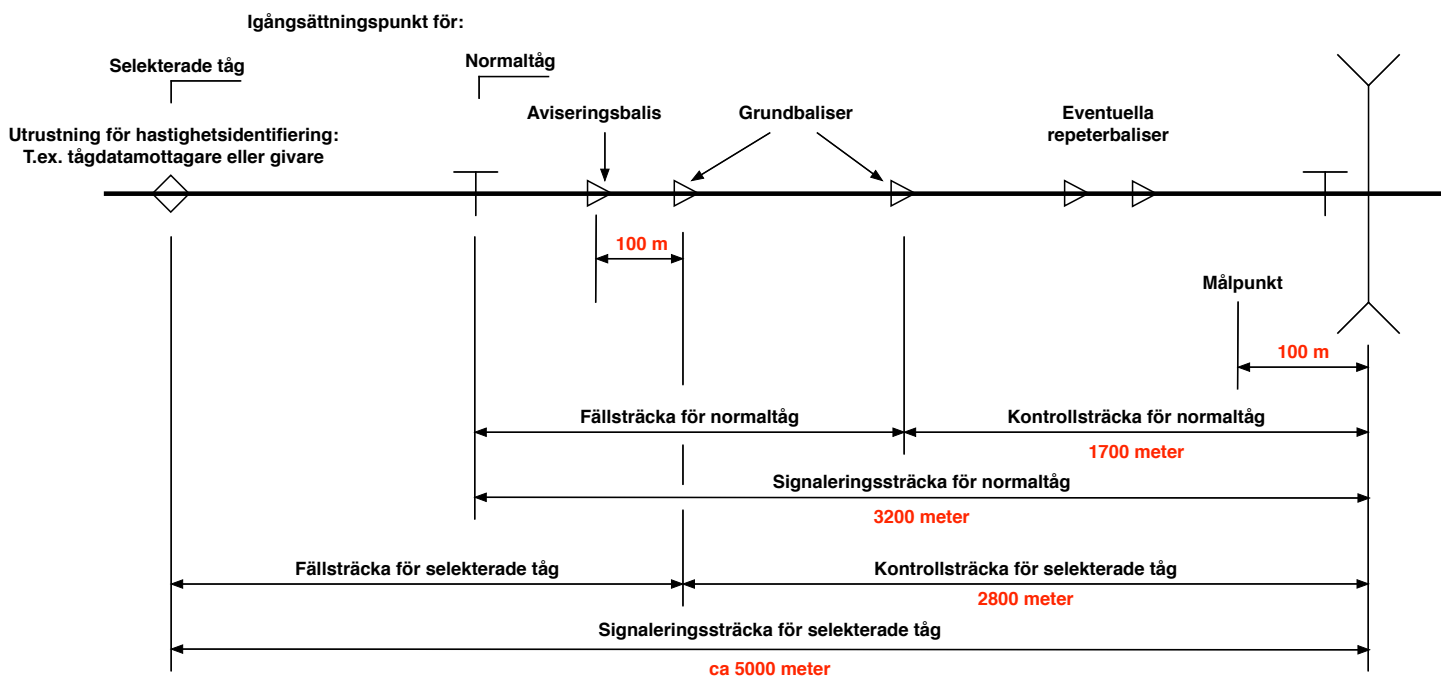 Igångsättningspunkt för:
Selekterade tåg
Normaltåg
Utrustning för hastighetsidentifiering:
T.ex. tågdatamottagare eller givare
Aviseringsbalis
Grundbaliser
Eventuella
repeterbaliser
100 m
Målpunkt
100 m
Fällsträcka för normaltåg
Kontrollsträcka för normaltåg
1700 meter
Signaleringssträcka för normaltåg
3200 meter
Fällsträcka för selekterade tåg
Kontrollsträcka för selekterade tåg
2800 meter
Signaleringssträcka för selekterade tåg
ca 5000 meter